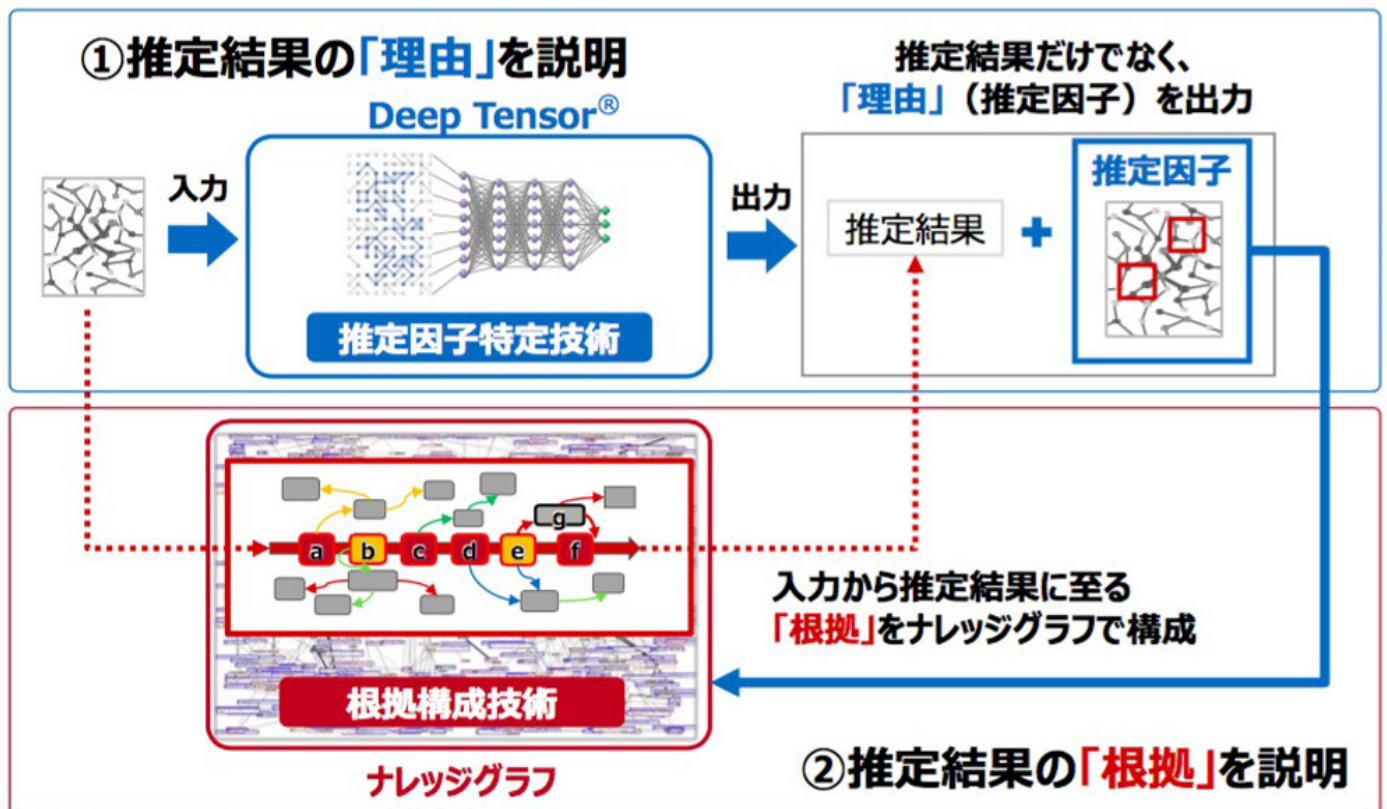 ①推定結果の「理由」を説明
Deep Tensor®
入力
推定因子特定技術
出力
推定結果だけでなく、
「理由」（推定因子）を出力
推定結果
推定因子
a b c d e f
g
根拠構成技術
ナレッジグラフ
入力から推定結果に至る
「根拠」をナレッジグラフで構成
②推定結果の「根拠」を説明